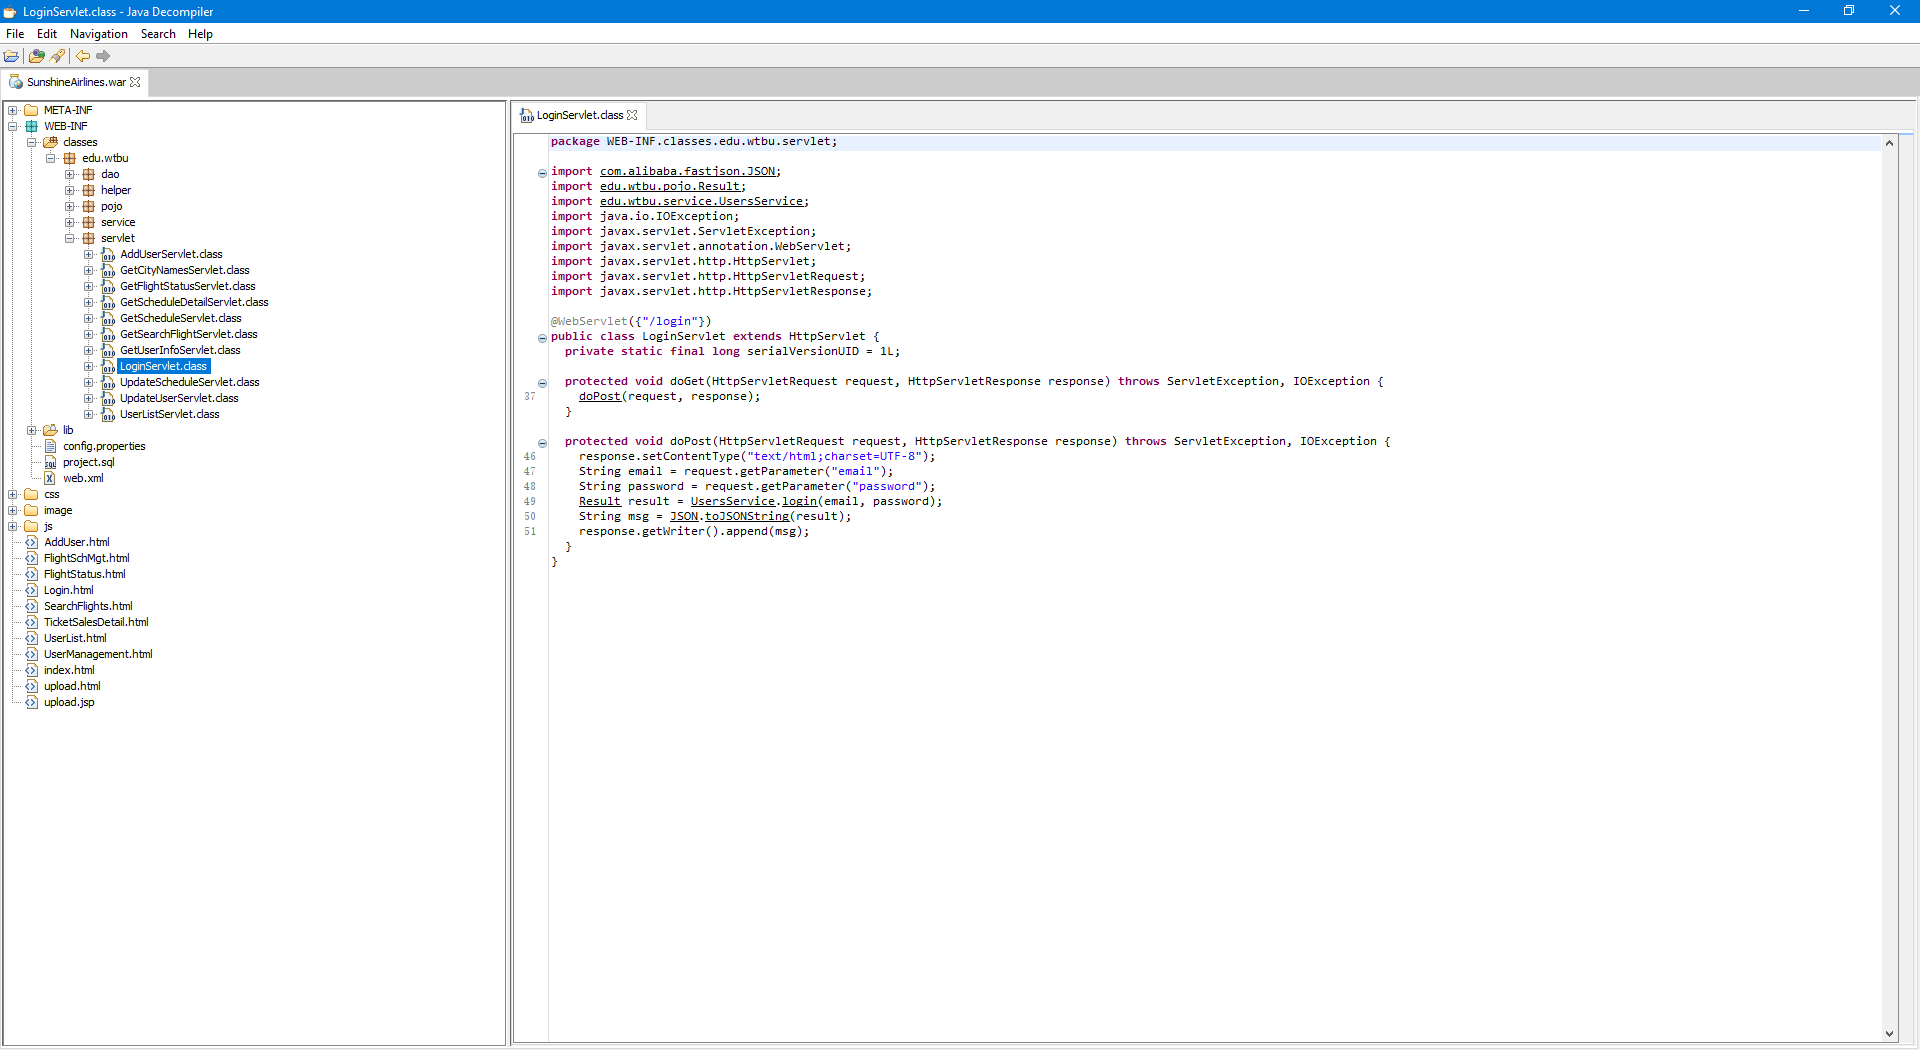 LoginServlet.class - Java Decompiler
File Edit Navigation Search Help
SunshineAirlines.war
META-INF
WEB-INF
classes
edu.wtbu
dao
helper
pojo
service
servlet
AddUserServlet.class
GetCityNamesServlet.class
GetFlightStatusServlet.class
GetScheduleDetailServlet.class
GetScheduleServlet.class
GetSearchFlightServlet.class
GetUserInfoServlet.class
LoginServlet.class
UpdateScheduleServlet.class
UpdateUserServlet.class
UserListServlet.class
lib
config.properties
project.sql
web.xml
css
image
js
AddUser.html
FlightSchMgt.html
FlightStatus.html
Login.html
SearchFlights.html
TicketSalesDetail.html
UserList.html
UserManagement.html
index.html
upload.html
upload.jsp
LoginServlet.class
package WEB-INF.classes.edu.wtbu.servlet;
import com.alibaba.fastjson.JSON;
import edu.wtbu.pojo.Result;
import edu.wtbu.service.UsersService;
import java.io.IOException;
import javax.servlet.ServletException;
import javax.servlet.annotation.WebServlet;
import javax.servlet.http.HttpServlet;
import javax.servlet.http.HttpServletRequest;
import javax.servlet.http.HttpServletResponse;
@WebServlet({"/login"})
public class LoginServlet extends HttpServlet {
private static final long serialVersionUID = 1L;
protected void doGet(HttpServletRequest request, HttpServletResponse response) throws ServletException, IOException {
37 doPost(request, response);
}
protected void doPost(HttpServletRequest request, HttpServletResponse response) throws ServletException, IOException {
46 response.setContentType("text/html;charset=UTF-8");
47 String email = request.getParameter("email");
48 String password = request.getParameter("password");
49 Result result = UsersService.login(email, password);
50 String msg = JSON.toJSONString(result);
51 response.getWriter().append(msg);
}
}